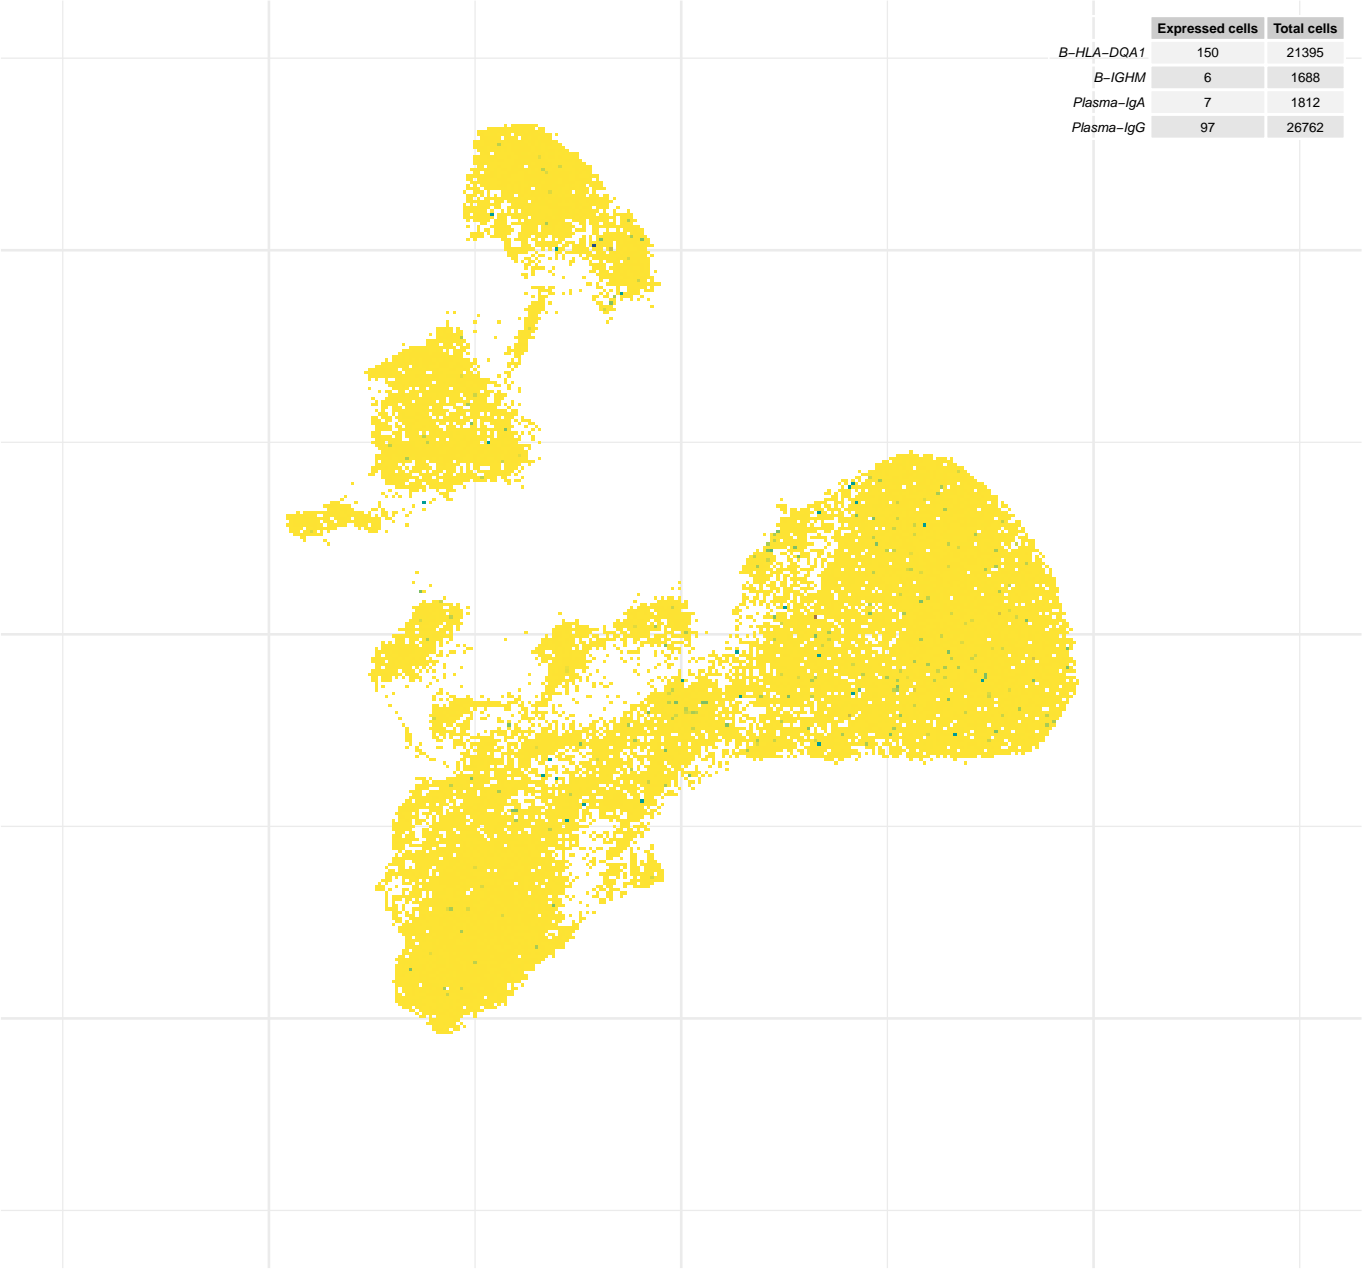 Expressed cells Total cells
B−HLA−DQA1 150 21395
B−IGHM 6 1688
Plasma−IgA 7 1812
Plasma−IgG 97 26762